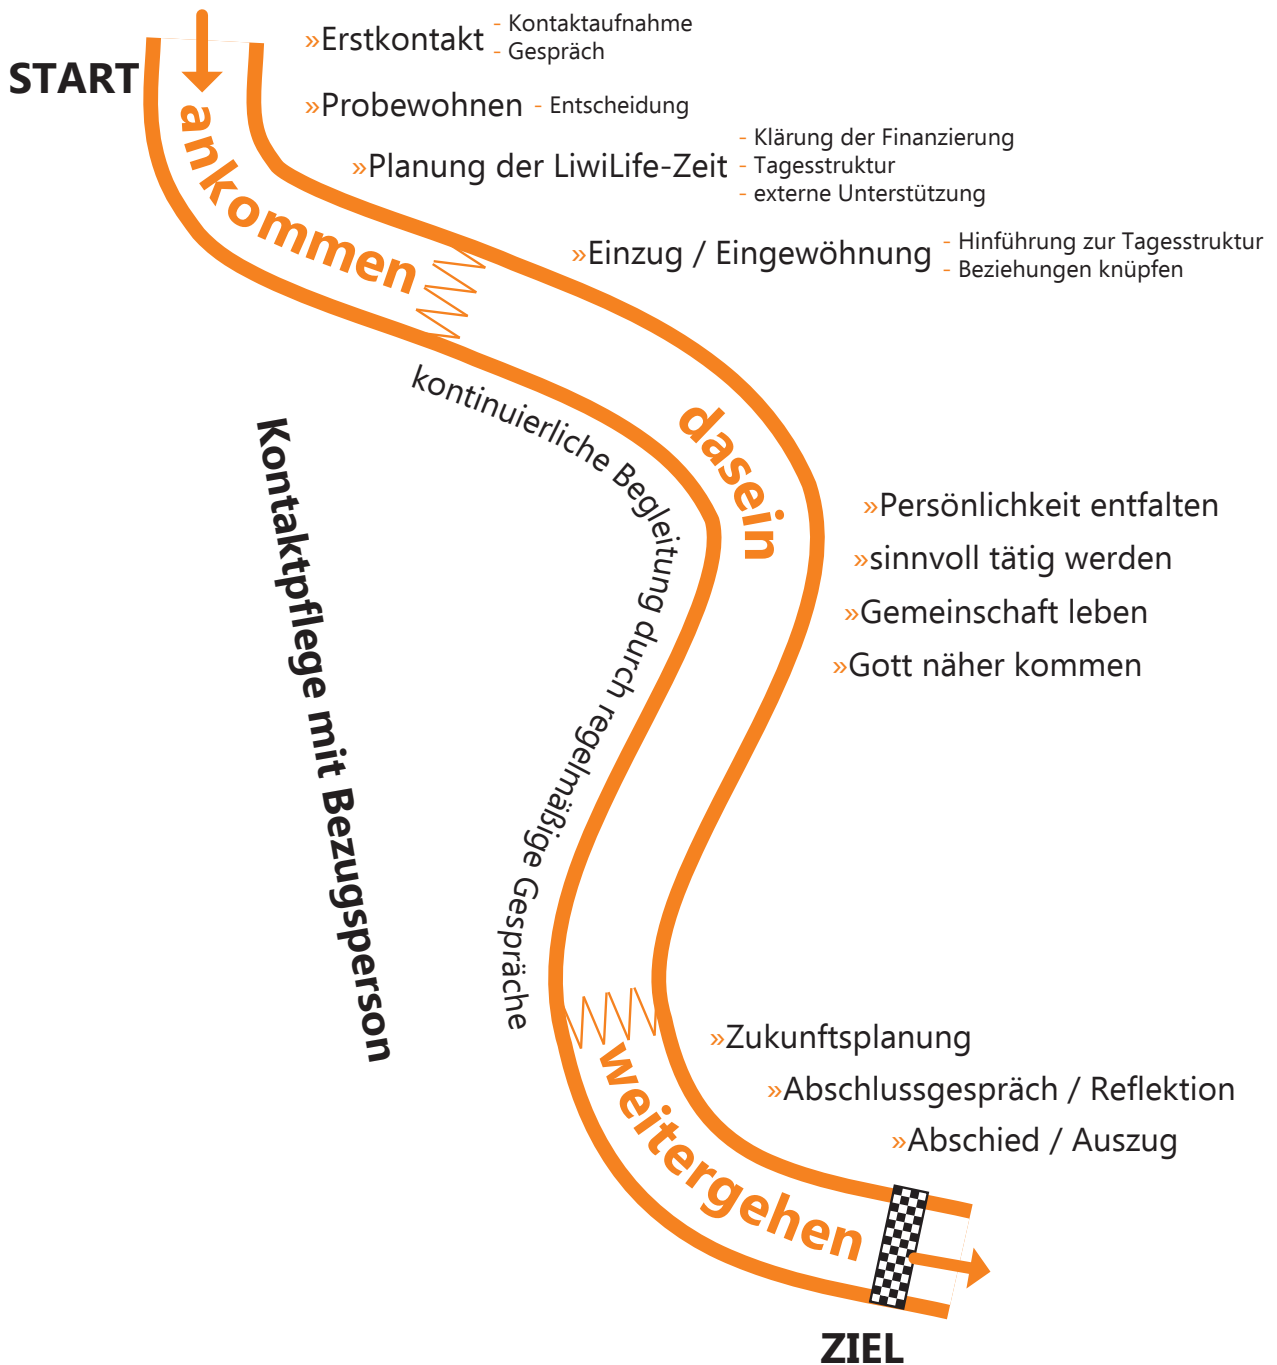 START
ankommen
»Erstkontakt
- Kontaktaufnahme
- Gespräch
»Probewohnen - Entscheidung
»Planung der LiwiLife-Zeit
- Klärung der Finanzierung
- Tagesstruktur
- externe Unterstützung
»Einzug / Eingewöhnung
- Hinführung zur Tagesstruktur
- Beziehungen knüpfen
kontinuierliche Begleitung durch regelmäßige Gespräche
Kontaktpflege mit Bezugsperson
dasein
»Persönlichkeit entfalten
»sinnvoll tätig werden
»Gemeinschaft leben
»Gott näher kommen
weitergehen
»Zukunftsplanung
»Abschlussgespräch / Reflektion
»Abschied / Auszug
ZIEL